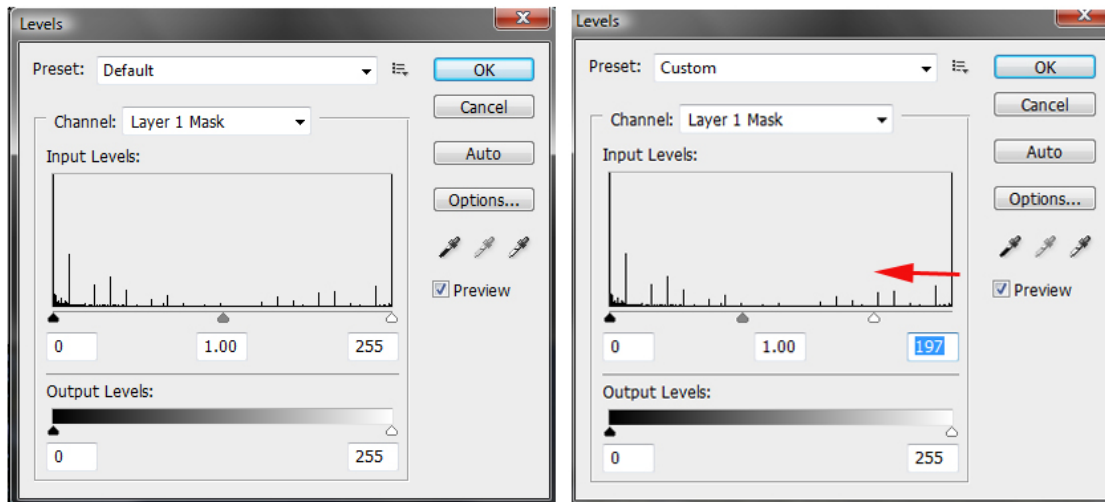 Levels
Preset: Default
OK
Channel: Layer 1 Mask
Cancel
Input Levels:
Auto
Options...
Preview
0 1.00 255
Output Levels:
0 255
Levels
Preset: Custom
OK
Channel: Layer 1 Mask
Cancel
Input Levels:
Auto
Options...
Preview
0 1.00 197
Output Levels:
0 255